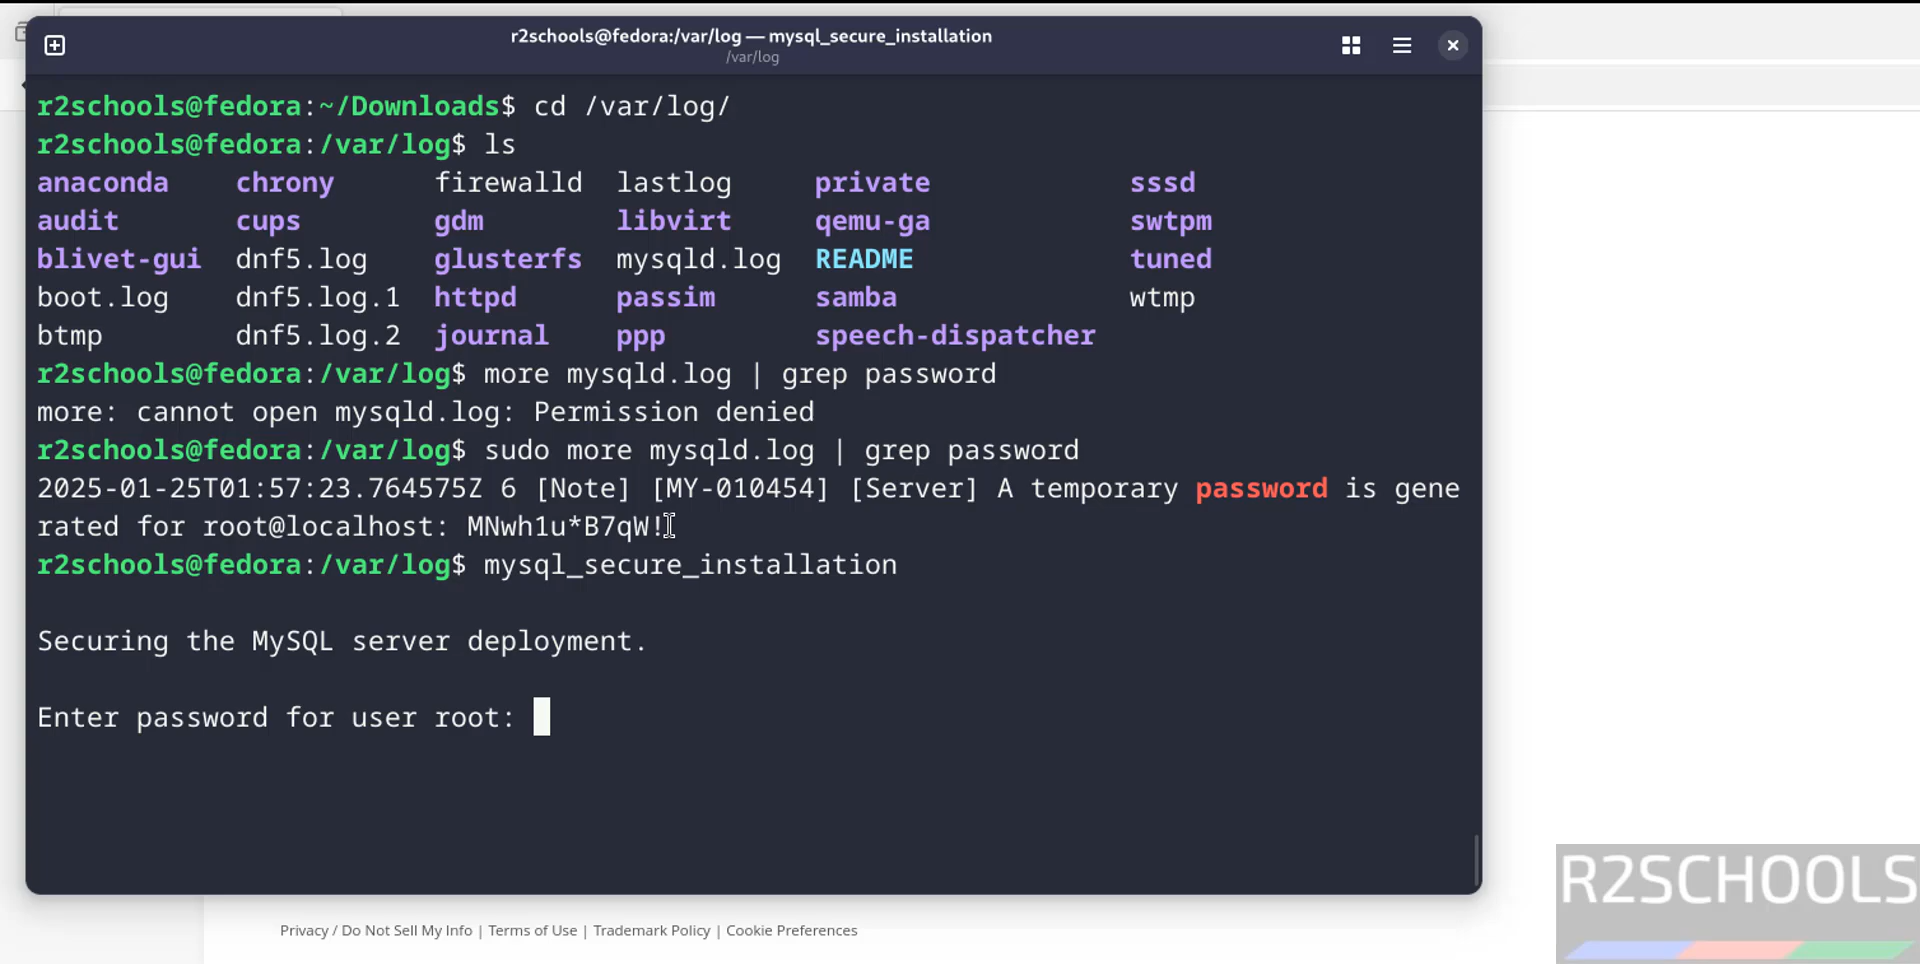 r2schools@fedora:/var/log — mysql_secure_installation
/var/log
r2schools@fedora:~/Downloads$ cd /var/log/
r2schools@fedora:/var/log$ ls
anaconda chrony firewalld lastlog private sssd
audit cups gdm libvirt qemu-ga swtpm
blivet-gui dnf5.log glusterfs mysqld.log README tuned
boot.log dnf5.log.1 httpd passim samba wtmp
btmp dnf5.log.2 journal ppp speech-dispatcher
r2schools@fedora:/var/log$ more mysqld.log | grep password
more: cannot open mysqld.log: Permission denied
r2schools@fedora:/var/log$ sudo more mysqld.log | grep password
2025-01-25T01:57:23.764575Z 6 [Note] [MY-010454] [Server] A temporary password is gene
rated for root@localhost: MNwh1u*B7qW!
r2schools@fedora:/var/log$ mysql_secure_installation
Securing the MySQL server deployment.
Enter password for user root:
Privacy / Do Not Sell My Info | Terms of Use | Trademark Policy | Cookie Preferences
R2SCHOOLS